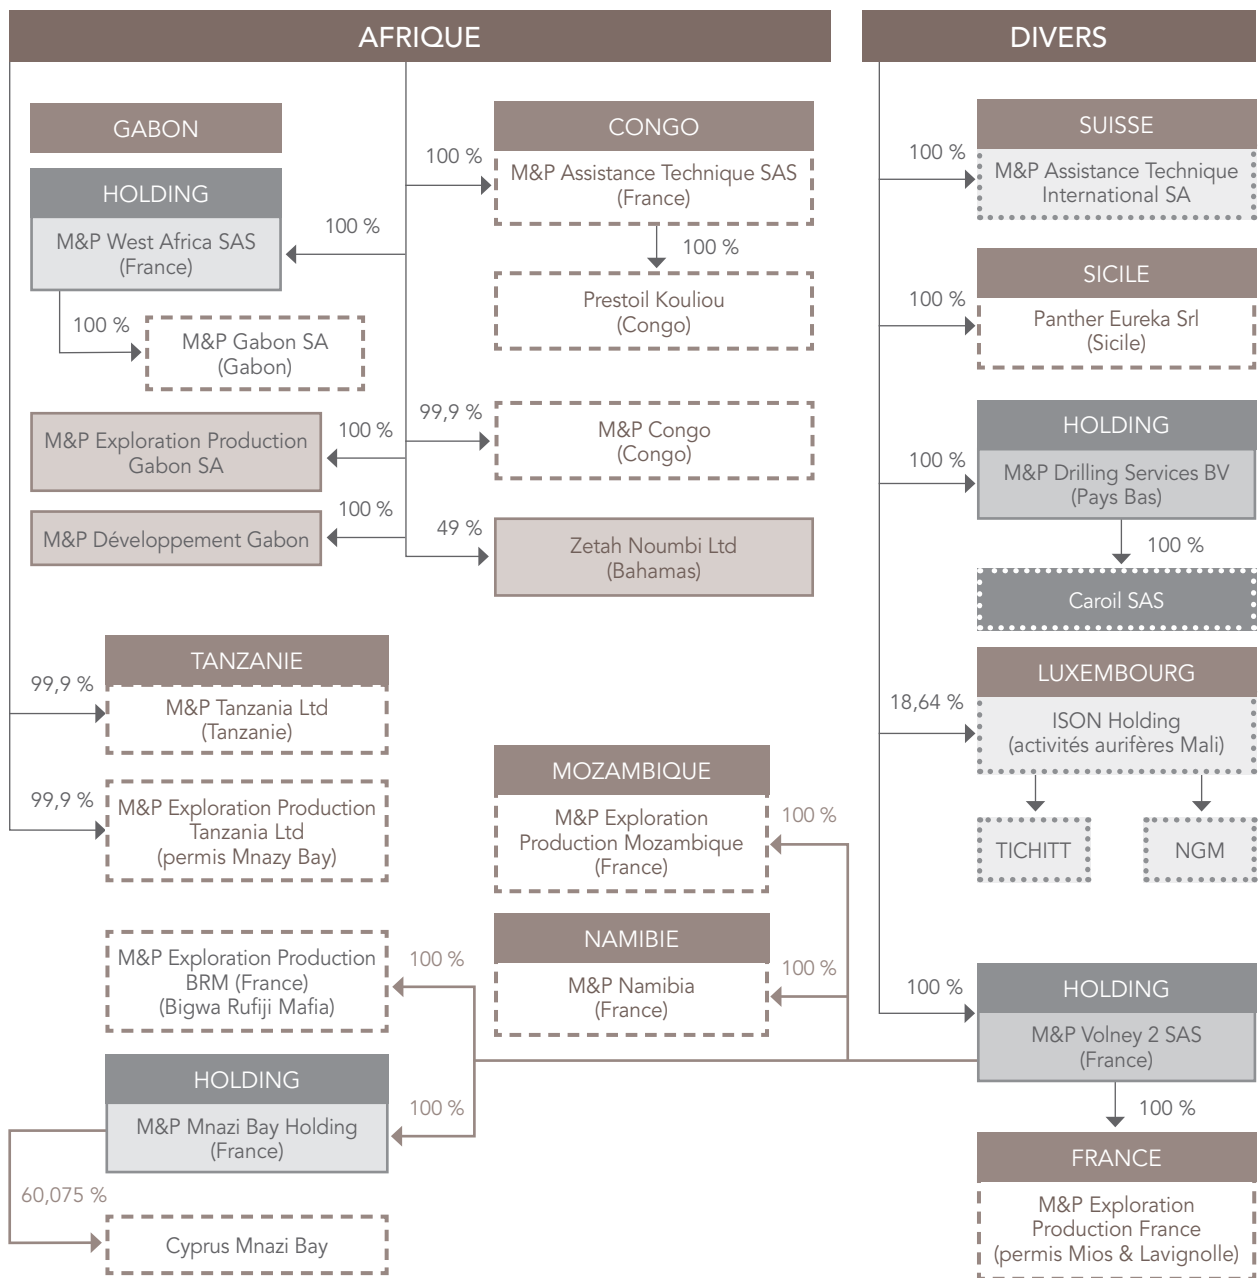 AFRIQUE
GABON
HOLDING
M&P West Africa SAS
(France)
100 %
100 %
M&P Gabon SA
(Gabon)
M&P Exploration Production
Gabon SA
100 %
M&P Développement Gabon
100 %
CONGO
100 %
M&P Assistance Technique SAS
(France)
100 %
Prestoil Kouliou
(Congo)
99,9 %
M&P Congo
(Congo)
49 %
Zetah Noumbi Ltd
(Bahamas)
TANZANIE
99,9 %
M&P Tanzania Ltd
(Tanzanie)
99,9 %
M&P Exploration Production
Tanzania Ltd
(permis Mnazy Bay)
M&P Exploration Production
BRM (France)
(Bigwa Rufiji Mafia)
100 %
HOLDING
M&P Mnazi Bay Holding
(France)
100 %
60,075 %
Cyprus Mnazi Bay
MOZAMBIQUE
M&P Exploration
Production Mozambique
(France)
100 %
NAMIBIE
M&P Namibia
(France)
100 %
DIVERS
SUISSE
100 %
M&P Assistance Technique
International SA
SICILE
100 %
Panther Eureka Srl
(Sicile)
HOLDING
100 %
M&P Drilling Services BV
(Pays Bas)
100 %
Caroil SAS
LUXEMBOURG
18,64 %
ISON Holding
(activités aurifères Mali)
TICHITT
NGM
100 %
HOLDING
M&P Volney 2 SAS
(France)
100 %
FRANCE
M&P Exploration
Production France
(permis Mios & Lavignolle)